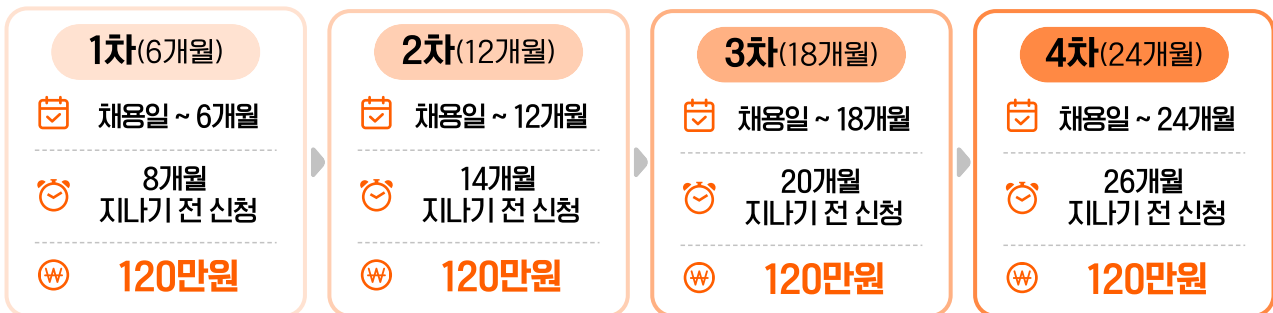 1차(6개월)
채용일 ~ 6개월
8개월
지나기 전 신청
₩ 120만원
2차(12개월)
채용일 ~ 12개월
14개월
지나기 전 신청
₩ 120만원
3차(18개월)
채용일 ~ 18개월
20개월
지나기 전 신청
₩ 120만원
4차(24개월)
채용일 ~ 24개월
26개월
지나기 전 신청
₩ 120만원